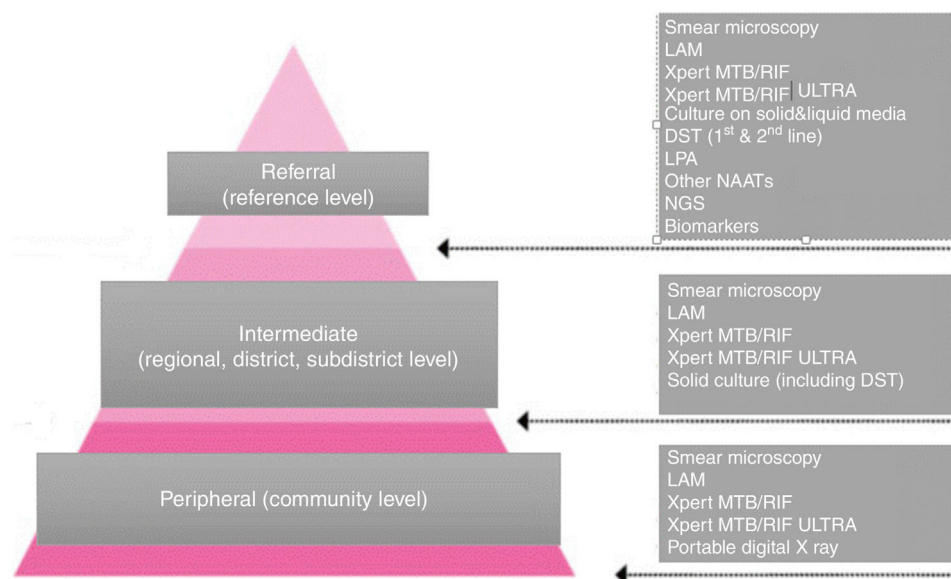 Smear microscopy
LAM
Xpert MTB/RIF
Xpert MTB/RIF ULTRA
Culture on solid&liquid media
DST (1st & 2nd line)
LPA
Other NAATs
NGS
Biomarkers
Referral
(reference level)
Smear microscopy
LAM
Xpert MTB/RIF
Xpert MTB/RIF ULTRA
Solid culture (including DST)
Intermediate
(regional, district, subdistrict level)
Smear microscopy
LAM
Xpert MTB/RIF
Xpert MTB/RIF ULTRA
Portable digital X ray
Peripheral (community level)